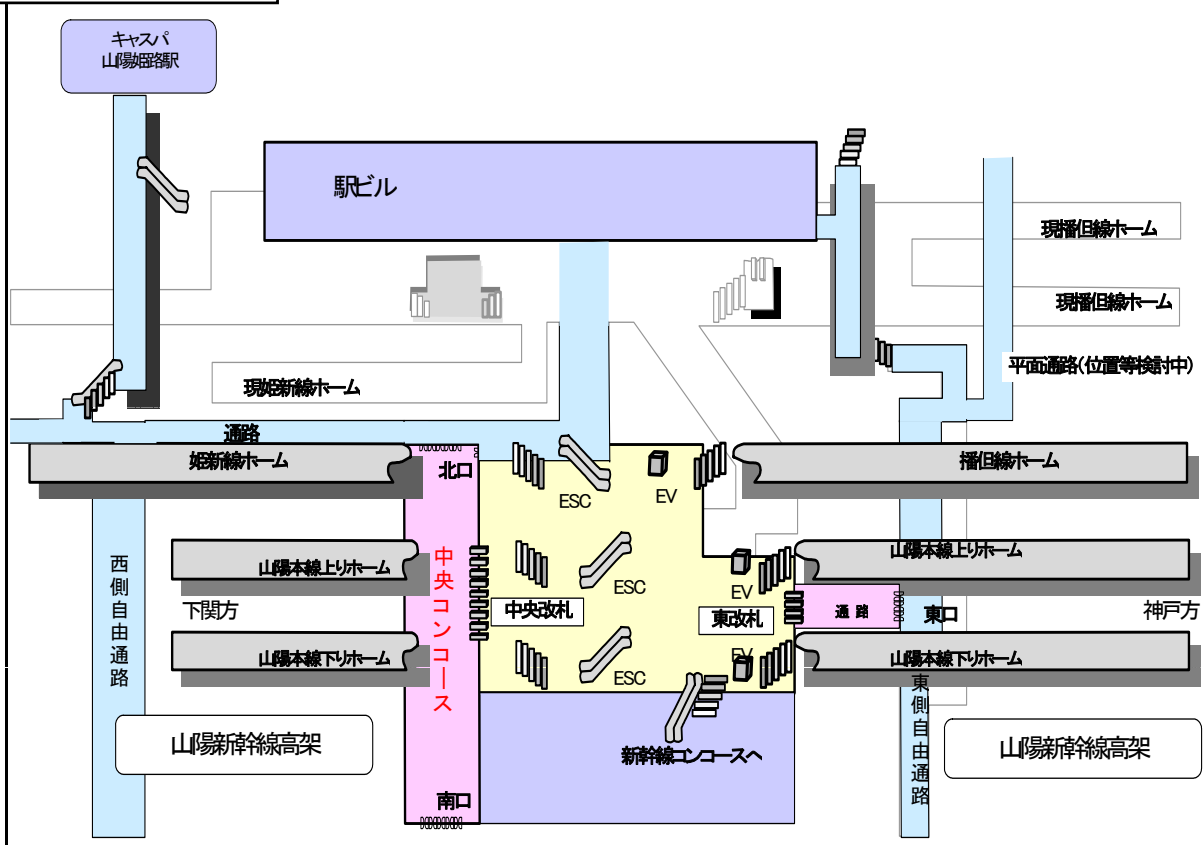 キャスパ
山陽姫路駅
駅ビル
現播但線ホーム
現播但線ホーム
平面通路(位置等検討中)
現姫新線ホーム
通路
姫新線ホーム
北口
播但線ホーム
ESC
EV
西側自由通路
山陽本線上りホーム
中央コンコース
ESC
EV
山陽本線上りホーム
下関方
中央改札
東改札
通路
東口
神戸方
山陽本線下りホーム
ESC
EV
山陽本線下りホーム
東側自由通路
山陽新幹線高架
新幹線コンコースへ
山陽新幹線高架
南口